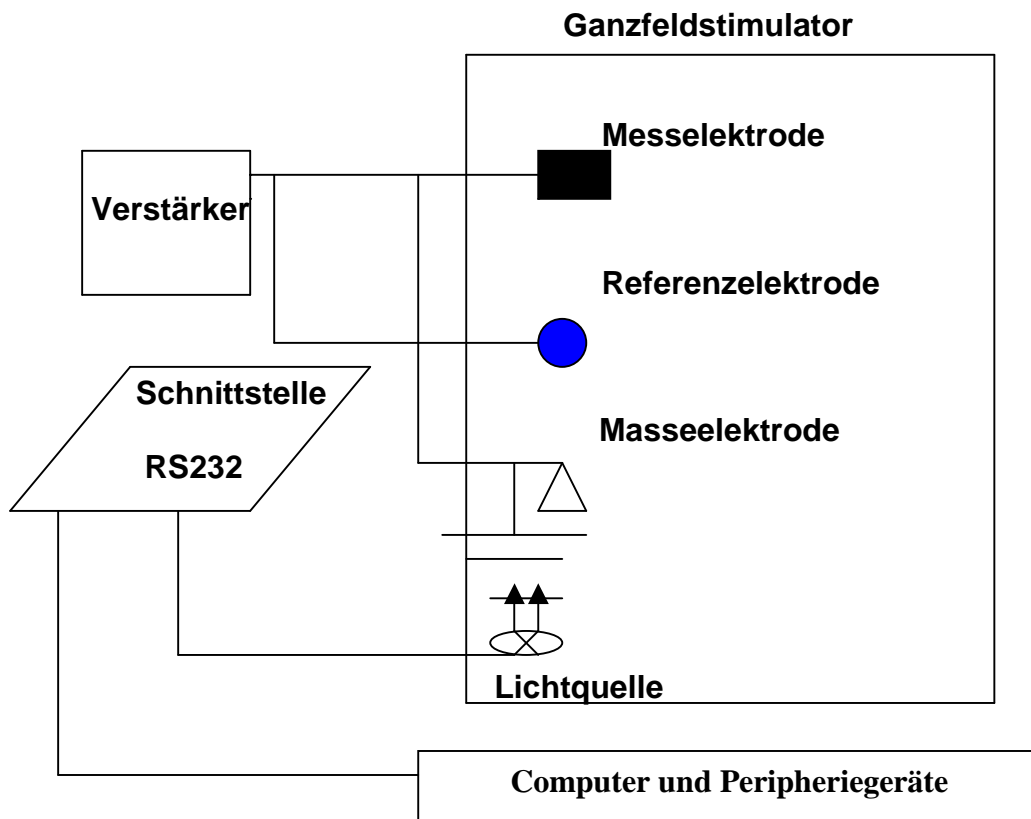 Ganzfeldstimulator
Messelektrode
Verstärker
Referenzelektrode
Schnittstelle
RS232
Masseelektrode
Lichtquelle
Computer und Peripheriegeräte